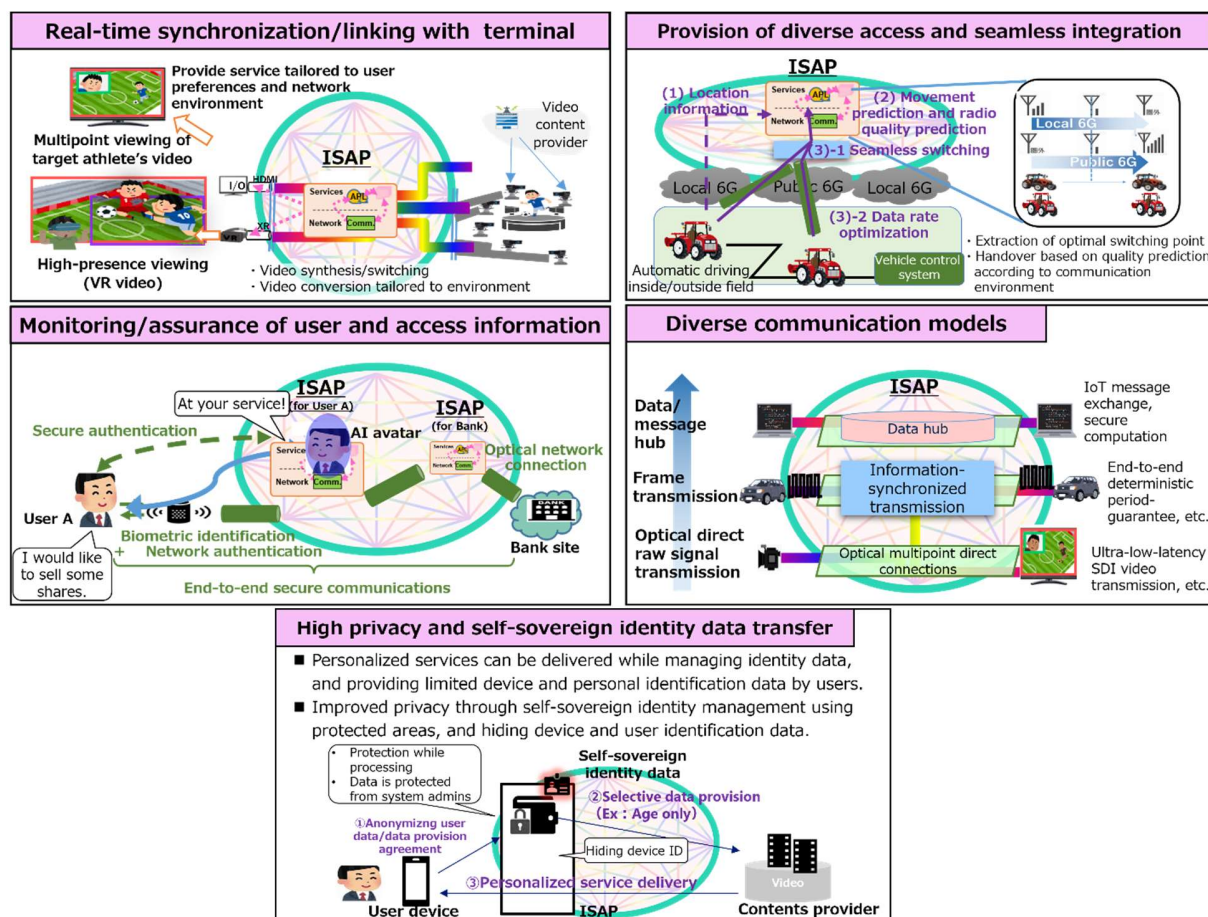 Real-time synchronization/linking with terminal
Provide service tailored to user
preferences and network
environment
Multipoint viewing of
target athlete's video
High-presence viewing
(VR video)
ISAP
I/O
HDMI
XR
VR
Services
APL
Network
Comm.
Video
content
provider
・Video synthesis/switching
・Video conversion tailored to environment
Provision of diverse access and seamless integration
ISAP
(1) Location
information
Services
APL
Network
Comm.
(2) Movement
prediction and radio
quality prediction
(3)-1 Seamless switching
Local 6G
Public 6G
Local 6G
(3)-2 Data rate
optimization
Automatic driving
inside/outside field
Vehicle control
system
Local 6G
Public 6G
・Extraction of optimal switching point
・Handover based on quality prediction
according to communication
environment
Monitoring/assurance of user and access information
ISAP
(for User A)
At your service!
AI avatar
ISAP
(for Bank)
Secure authentication
Service
Network
Comm.
Services
APL
Network
Comm.
Optical network
connection
User A
I would like
to sell some
shares.
Biometric identification
+ Network authentication
BANK
Bank site
End-to-end secure communications
Diverse communication models
ISAP
Data/
message
hub
Data hub
IoT message
exchange,
secure
computation
Frame
transmission
Information-
synchronized
transmission
End-to-end
deterministic
period-
guarantee, etc.
Optical direct
raw signal
transmission
Optical multipoint direct
connections
Ultra-low-latency
SDI video
transmission, etc.
High privacy and self-sovereign identity data transfer
■ Personalized services can be delivered while managing identity data,
and providing limited device and personal identification data by users.
■ Improved privacy through self-sovereign identity management using
protected areas, and hiding device and user identification data.
• Protection while
processing
• Data is protected
from system admins
Self-sovereign
identity data
①Anonymizng user
data/data provision
agreement
②Selective data provision
（Ex：Age only）
Hiding device ID
③Personalized service delivery
User device
ISAP
Video
Contents provider